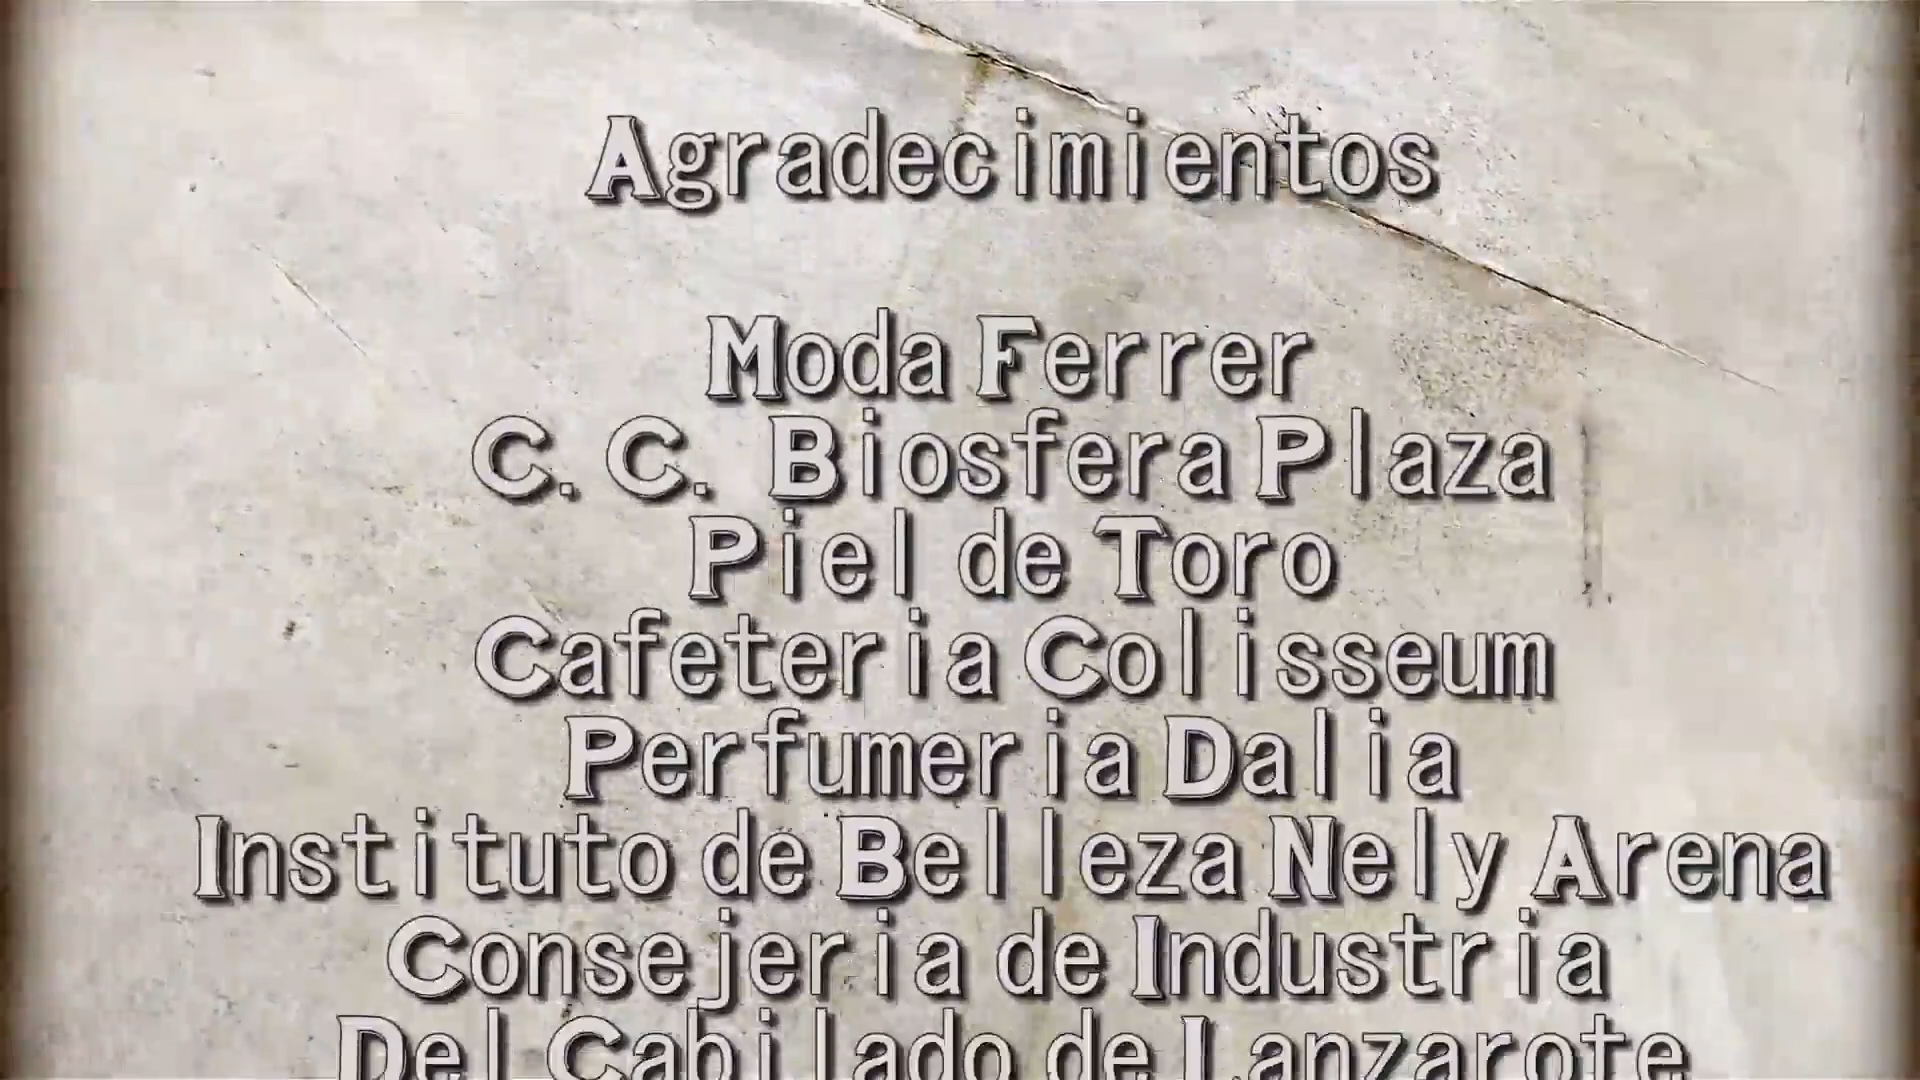 Agradecimientos
Moda Ferrer
C.C. Biosfera Plaza
Piel de Toro
Cafeteria Colisseum
Perfumeria Dalia
Instituto de Belleza Nely Arena
Consejeria de Industria
Del Cabilado de Lanzarote